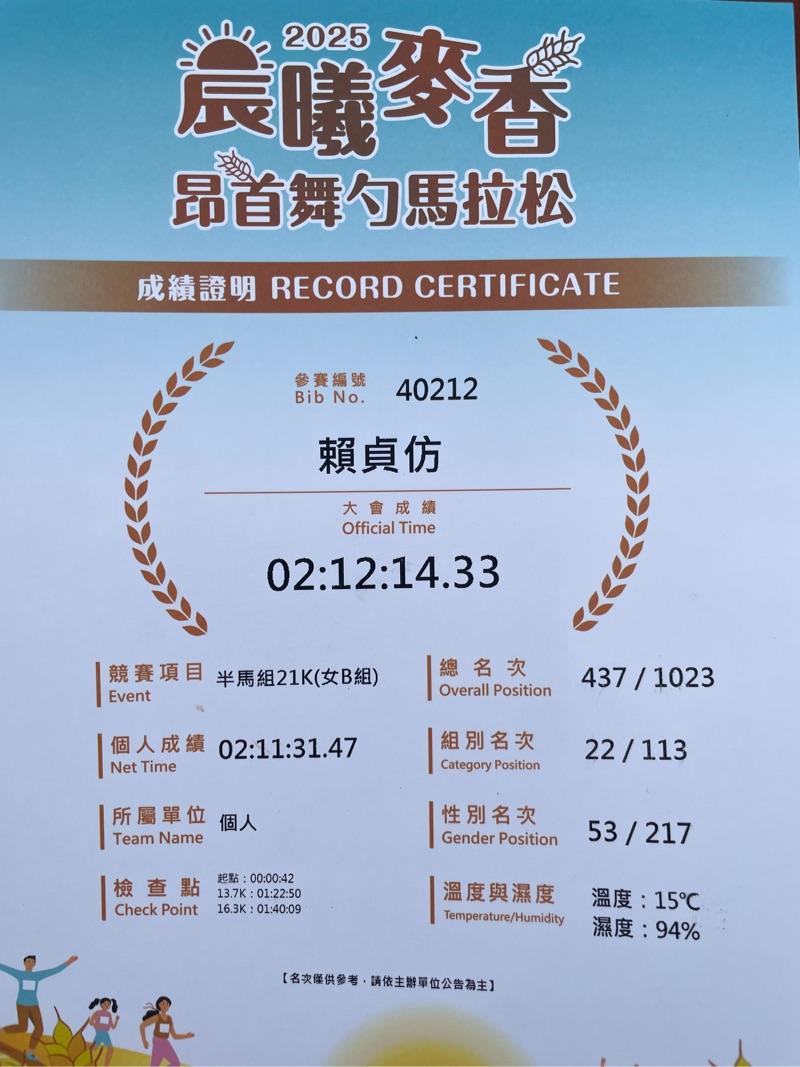 2025
晨曦麥香
昂首舞勺馬拉松
成績證明 RECORD CERTIFICATE
參賽編號
Bib No.
40212
賴貞仿
大會成績
Official Time
02:12:14.33
競賽項目
Event
半馬組21K(女B組)
總名次
Overall Position
437 / 1023
個人成績
Net Time
02:11:31.47
組別名次
Category Position
22 / 113
所屬單位
Team Name
個人
性別名次
Gender Position
53 / 217
檢查點
Check Point
起點：00:00:42
13.7K：01:22:50
16.3K：01:40:09
溫度與濕度
Temperature/Humidity
溫度：15℃
濕度：94%
【名次僅供參考，請依主辦單位公告為主】